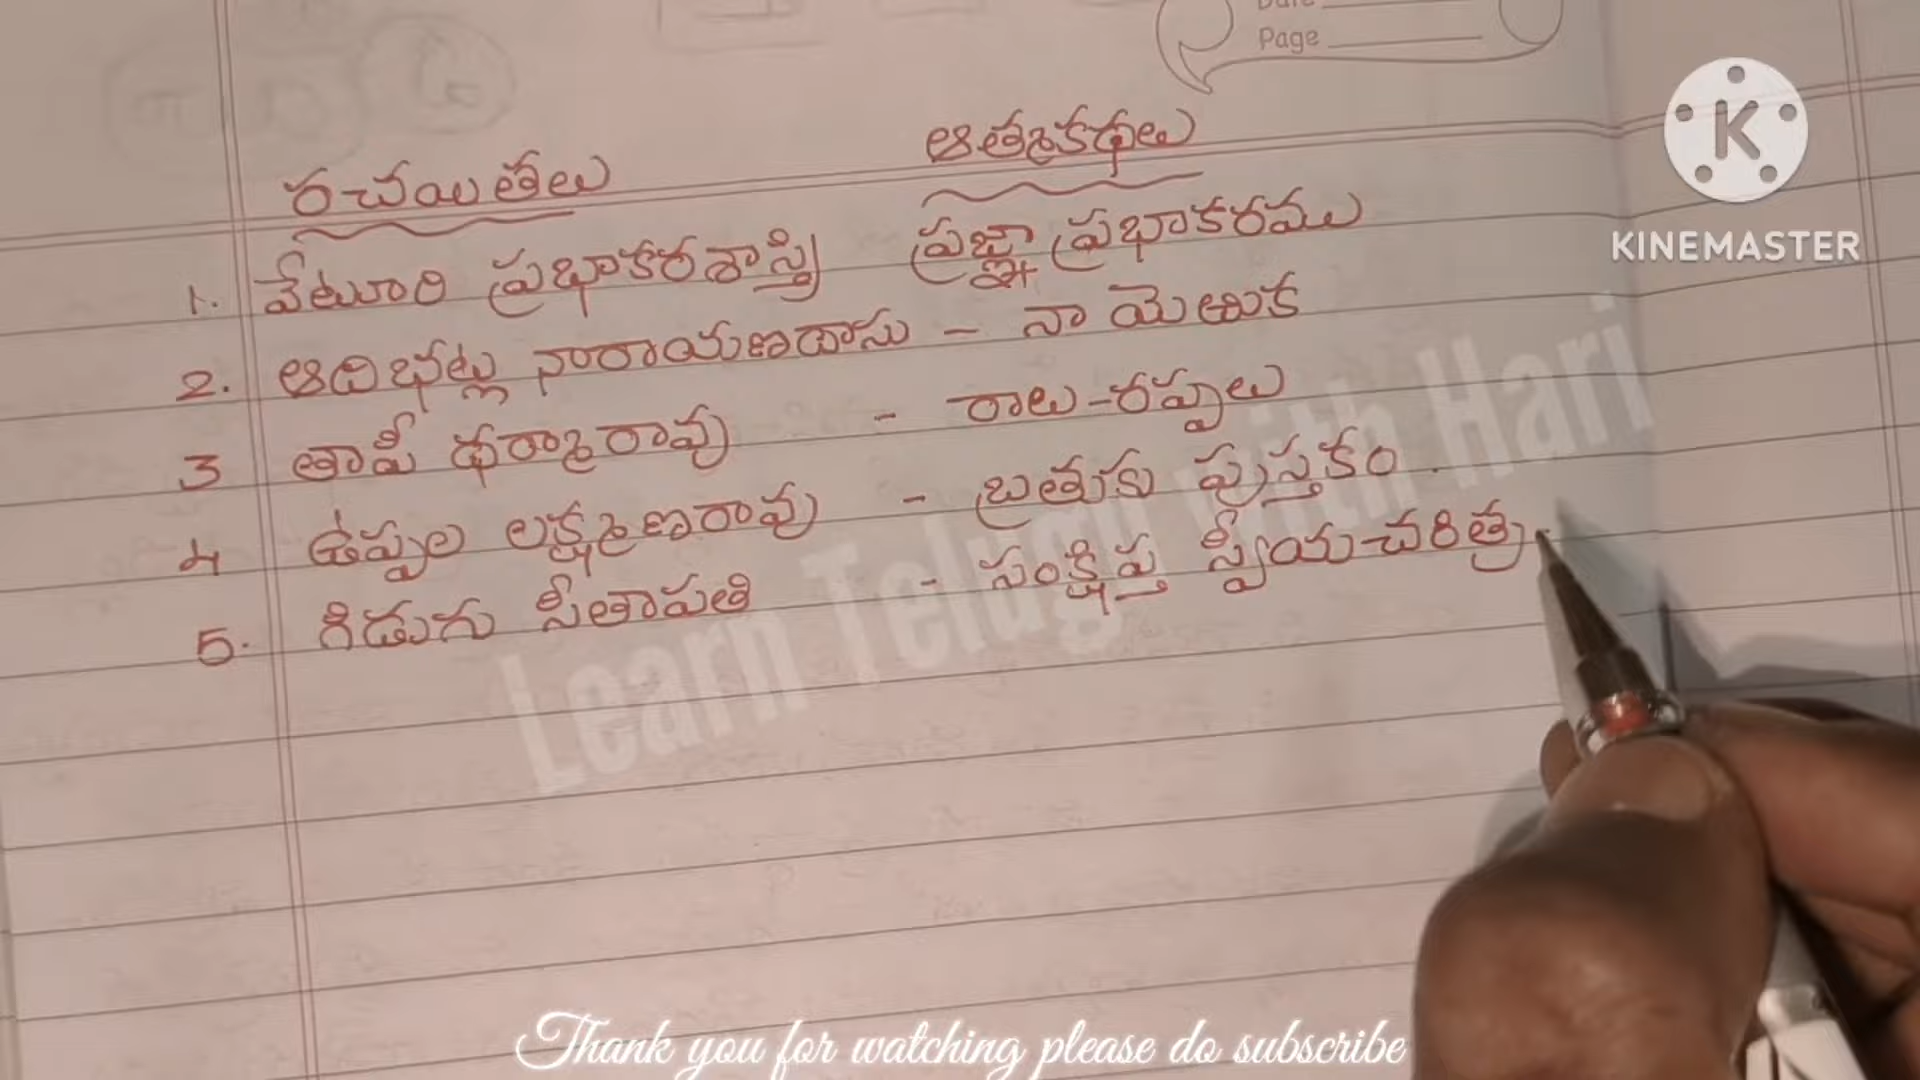 Page
రచయితలు ఆత్మకథలు
1. వేటూరి ప్రభాకరశాస్త్రి ప్రజ్ఞా ప్రభాకరము
2. ఆదిభట్ల నారాయణదాసు - నా యెఱుక
3 తాపీ ధర్మారావు - రాలు-రప్పలు
4 ఉప్పల లక్ష్మణరావు - బ్రతుకు పుస్తకం.
5. గిడుగు సీతాపతి - సంక్షిప్త స్వీయచరిత్ర
K
KINEMASTER
Learn Telugu with Hari
Thank you for watching please do subscribe